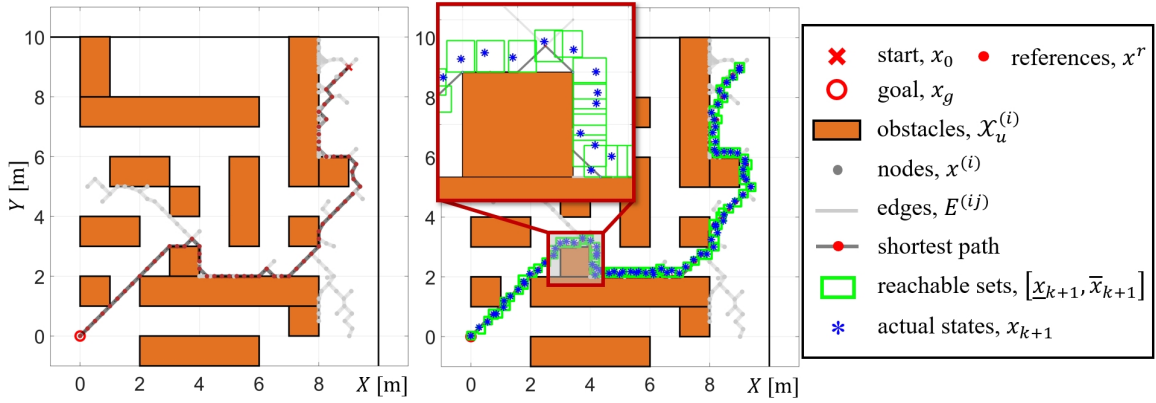 10
8
6
4
2
0
Y [m]
0 2 4 6 8 X [m]
10
8
6
4
2
0
0 2 4 6 8 X [m]
start, x₀
references, xʳ
goal, x_g
obstacles, 𝒳ᵤ⁽ⁱ⁾
nodes, x⁽ⁱ⁾
edges, E⁽ⁱʲ⁾
shortest path
reachable sets, [x̲ₖ₊₁, x̅ₖ₊₁]
actual states, xₖ₊₁